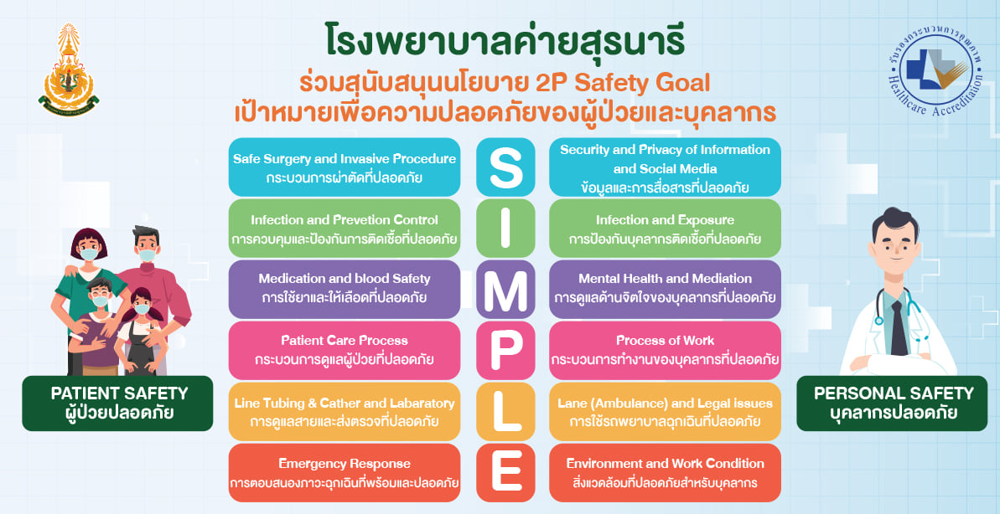 โรงพยาบาลค่ายสุรนารี
ร่วมสนับสนุนนโยบาย 2P Safety Goal
เป้าหมายเพื่อความปลอดภัยของผู้ป่วยและบุคลากร
รับรองกระบวนการคุณภาพ
Healthcare Accreditation
Safe Surgery and Invasive Procedure
กระบวนการผ่าตัดที่ปลอดภัย
S
Security and Privacy of Information
and Social Media
ข้อมูลและการสื่อสารที่ปลอดภัย
Infection and Prevetion Control
การควบคุมและป้องกันการติดเชื้อที่ปลอดภัย
I
Infection and Exposure
การป้องกันบุคลากรติดเชื้อที่ปลอดภัย
Medication and blood Safety
การใช้ยาและให้เลือดที่ปลอดภัย
M
Mental Health and Mediation
การดูแลด้านจิตใจของบุคลากรที่ปลอดภัย
Patient Care Process
กระบวนการดูแลผู้ป่วยที่ปลอดภัย
P
Process of Work
กระบวนการทำงานของบุคลากรที่ปลอดภัย
Line Tubing & Cather and Labaratory
การดูแลสายและส่งตรวจที่ปลอดภัย
L
Lane (Ambulance) and Legal issues
การใช้รถพยาบาลฉุกเฉินที่ปลอดภัย
Emergency Response
การตอบสนองภาวะฉุกเฉินที่พร้อมและปลอดภัย
E
Environment and Work Condition
สิ่งแวดล้อมที่ปลอดภัยสำหรับบุคลากร
PATIENT SAFETY
ผู้ป่วยปลอดภัย
PERSONAL SAFETY
บุคลากรปลอดภัย